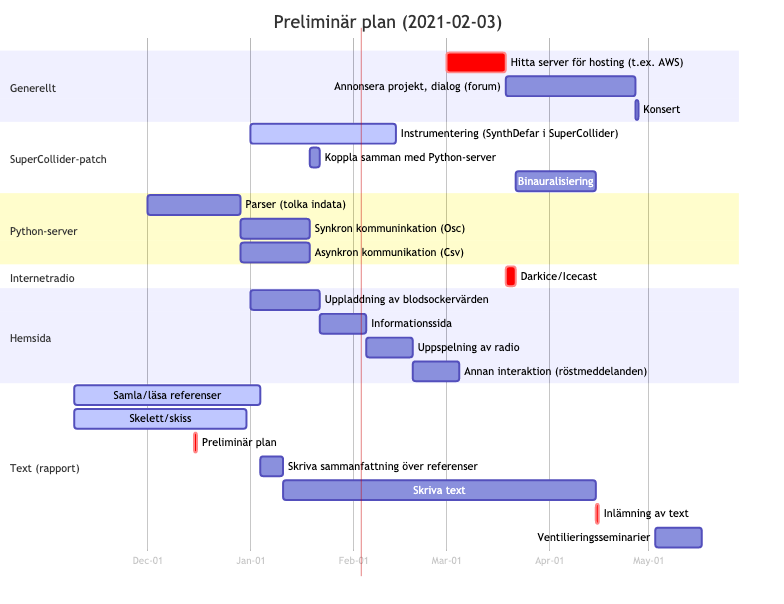 Preliminär plan (2021-02-03)
Generellt
Hitta server för hosting (t.ex. AWS)
Annonsera projekt, dialog (forum)
Konsert
SuperCollider-patch
Instrumentering (SynthDefar i SuperCollider)
Koppla samman med Python-server
Binauralisiering
Python-server
Parser (tolka indata)
Synkron kommuninkation (Osc)
Asynkron kommunikation (Csv)
Internetradio
Darkice/Icecast
Hemsida
Uppladdning av blodsockervärden
Informationssida
Uppspelning av radio
Annan interaktion (röstmeddelanden)
Text (rapport)
Samla/läsa referenser
Skelett/skiss
Preliminär plan
Skriva sammanfattning över referenser
Skriva text
Inlämning av text
Ventilieringsseminarier
Dec-01
Jan-01
Feb-01
Mar-01
Apr-01
May-01